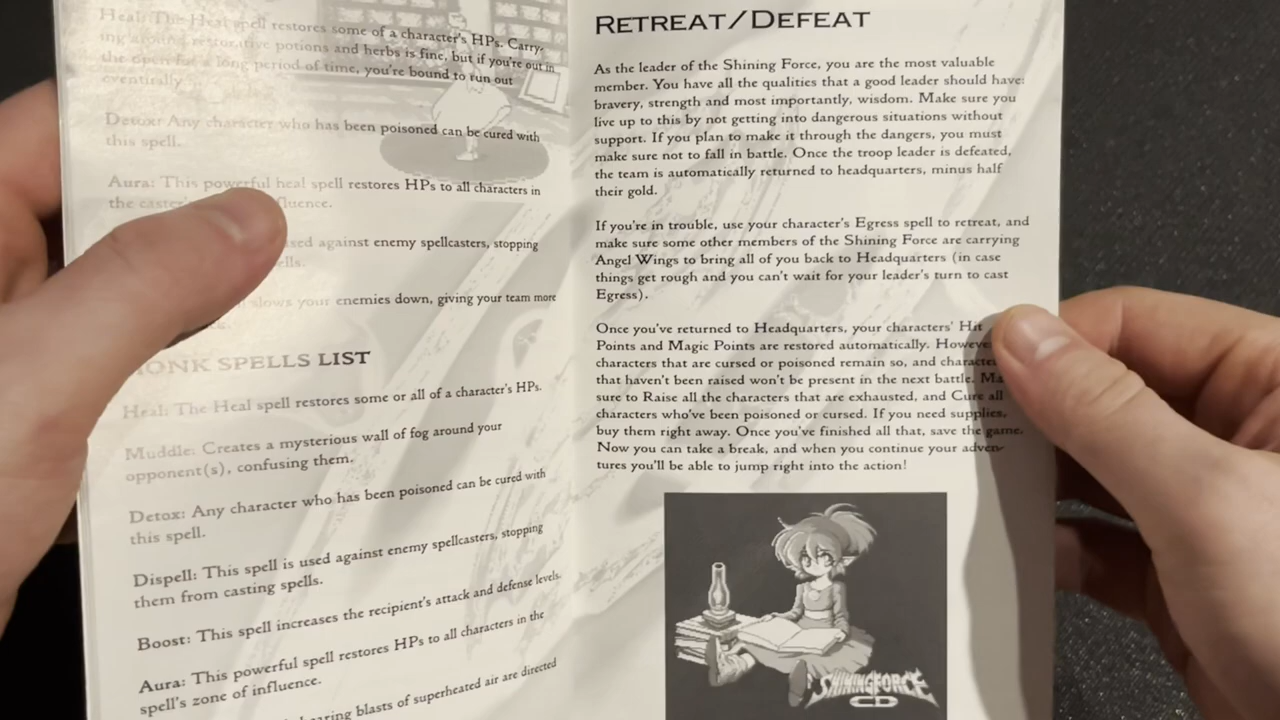 Heal: The Heal spell restores some of a character's HPs. Carry-
ing around restorative potions and herbs is fine, but if you're out in
the open for a long period of time, you're bound to run out
eventually.
Detox: Any character who has been poisoned can be cured with
this spell.
Aura: This powerful heal spell restores HPs to all characters in
the caster's fluence.
sed against enemy spellcasters, stopping
ells.
slows your enemies down, giving your team more
ONK SPELLS LIST
Heal: The Heal spell restores some or all of a character's HPs.
Muddle: Creates a mysterious wall of fog around your
opponent(s), confusing them.
Detox: Any character who has been poisoned can be cured with
this spell.
Dispell: This spell is used against enemy spellcasters, stopping
them from casting spells.
Boost: This spell increases the recipient's attack and defense levels.
Aura: This powerful spell restores HPs to all characters in the
spell's zone of influence.
earing blasts of superheated air are directed
RETREAT/DEFEAT
As the leader of the Shining Force, you are the most valuable
member. You have all the qualities that a good leader should have:
bravery, strength and most importantly, wisdom. Make sure you
live up to this by not getting into dangerous situations without
support. If you plan to make it through the dangers, you must
make sure not to fall in battle. Once the troop leader is defeated,
the team is automatically returned to headquarters, minus half
their gold.
If you're in trouble, use your character's Egress spell to retreat, and
make sure some other members of the Shining Force are carrying
Angel Wings to bring all of you back to Headquarters (in case
things get rough and you can't wait for your leader's turn to cast
Egress).
Once you've returned to Headquarters, your characters' Hit
Points and Magic Points are restored automatically. Howeve
characters that are cursed or poisoned remain so, and characte
that haven't been raised won't be present in the next battle. Ma
sure to Raise all the characters that are exhausted, and Cure all
characters who've been poisoned or cursed. If you need supplies,
buy them right away. Once you've finished all that, save the game.
Now you can take a break, and when you continue your adven-
tures you'll be able to jump right into the action!
SHINING FORCE
CD